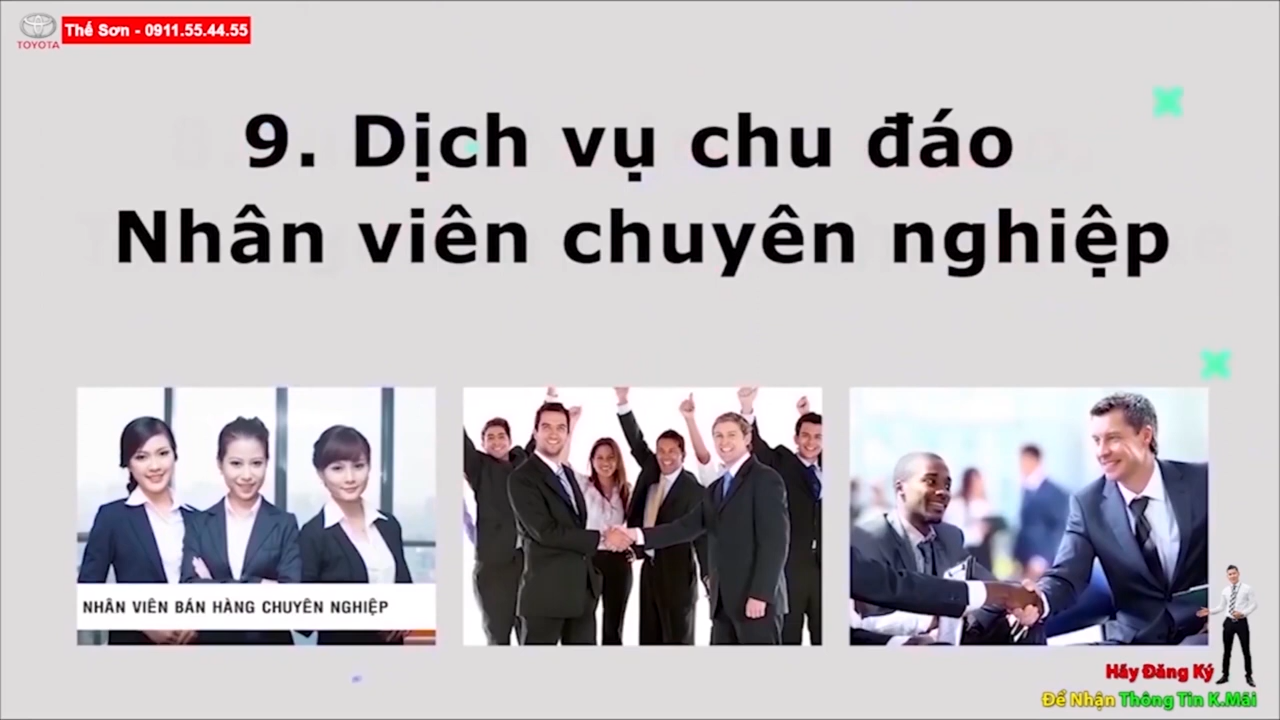 TOYOTA
Thế Sơn - 0911.55.44.55
9. Dịch vụ chu đáo
Nhân viên chuyên nghiệp
NHÂN VIÊN BÁN HÀNG CHUYÊN NGHIỆP
Hãy Đăng Ký
Để Nhận Thông Tin K.Mãi